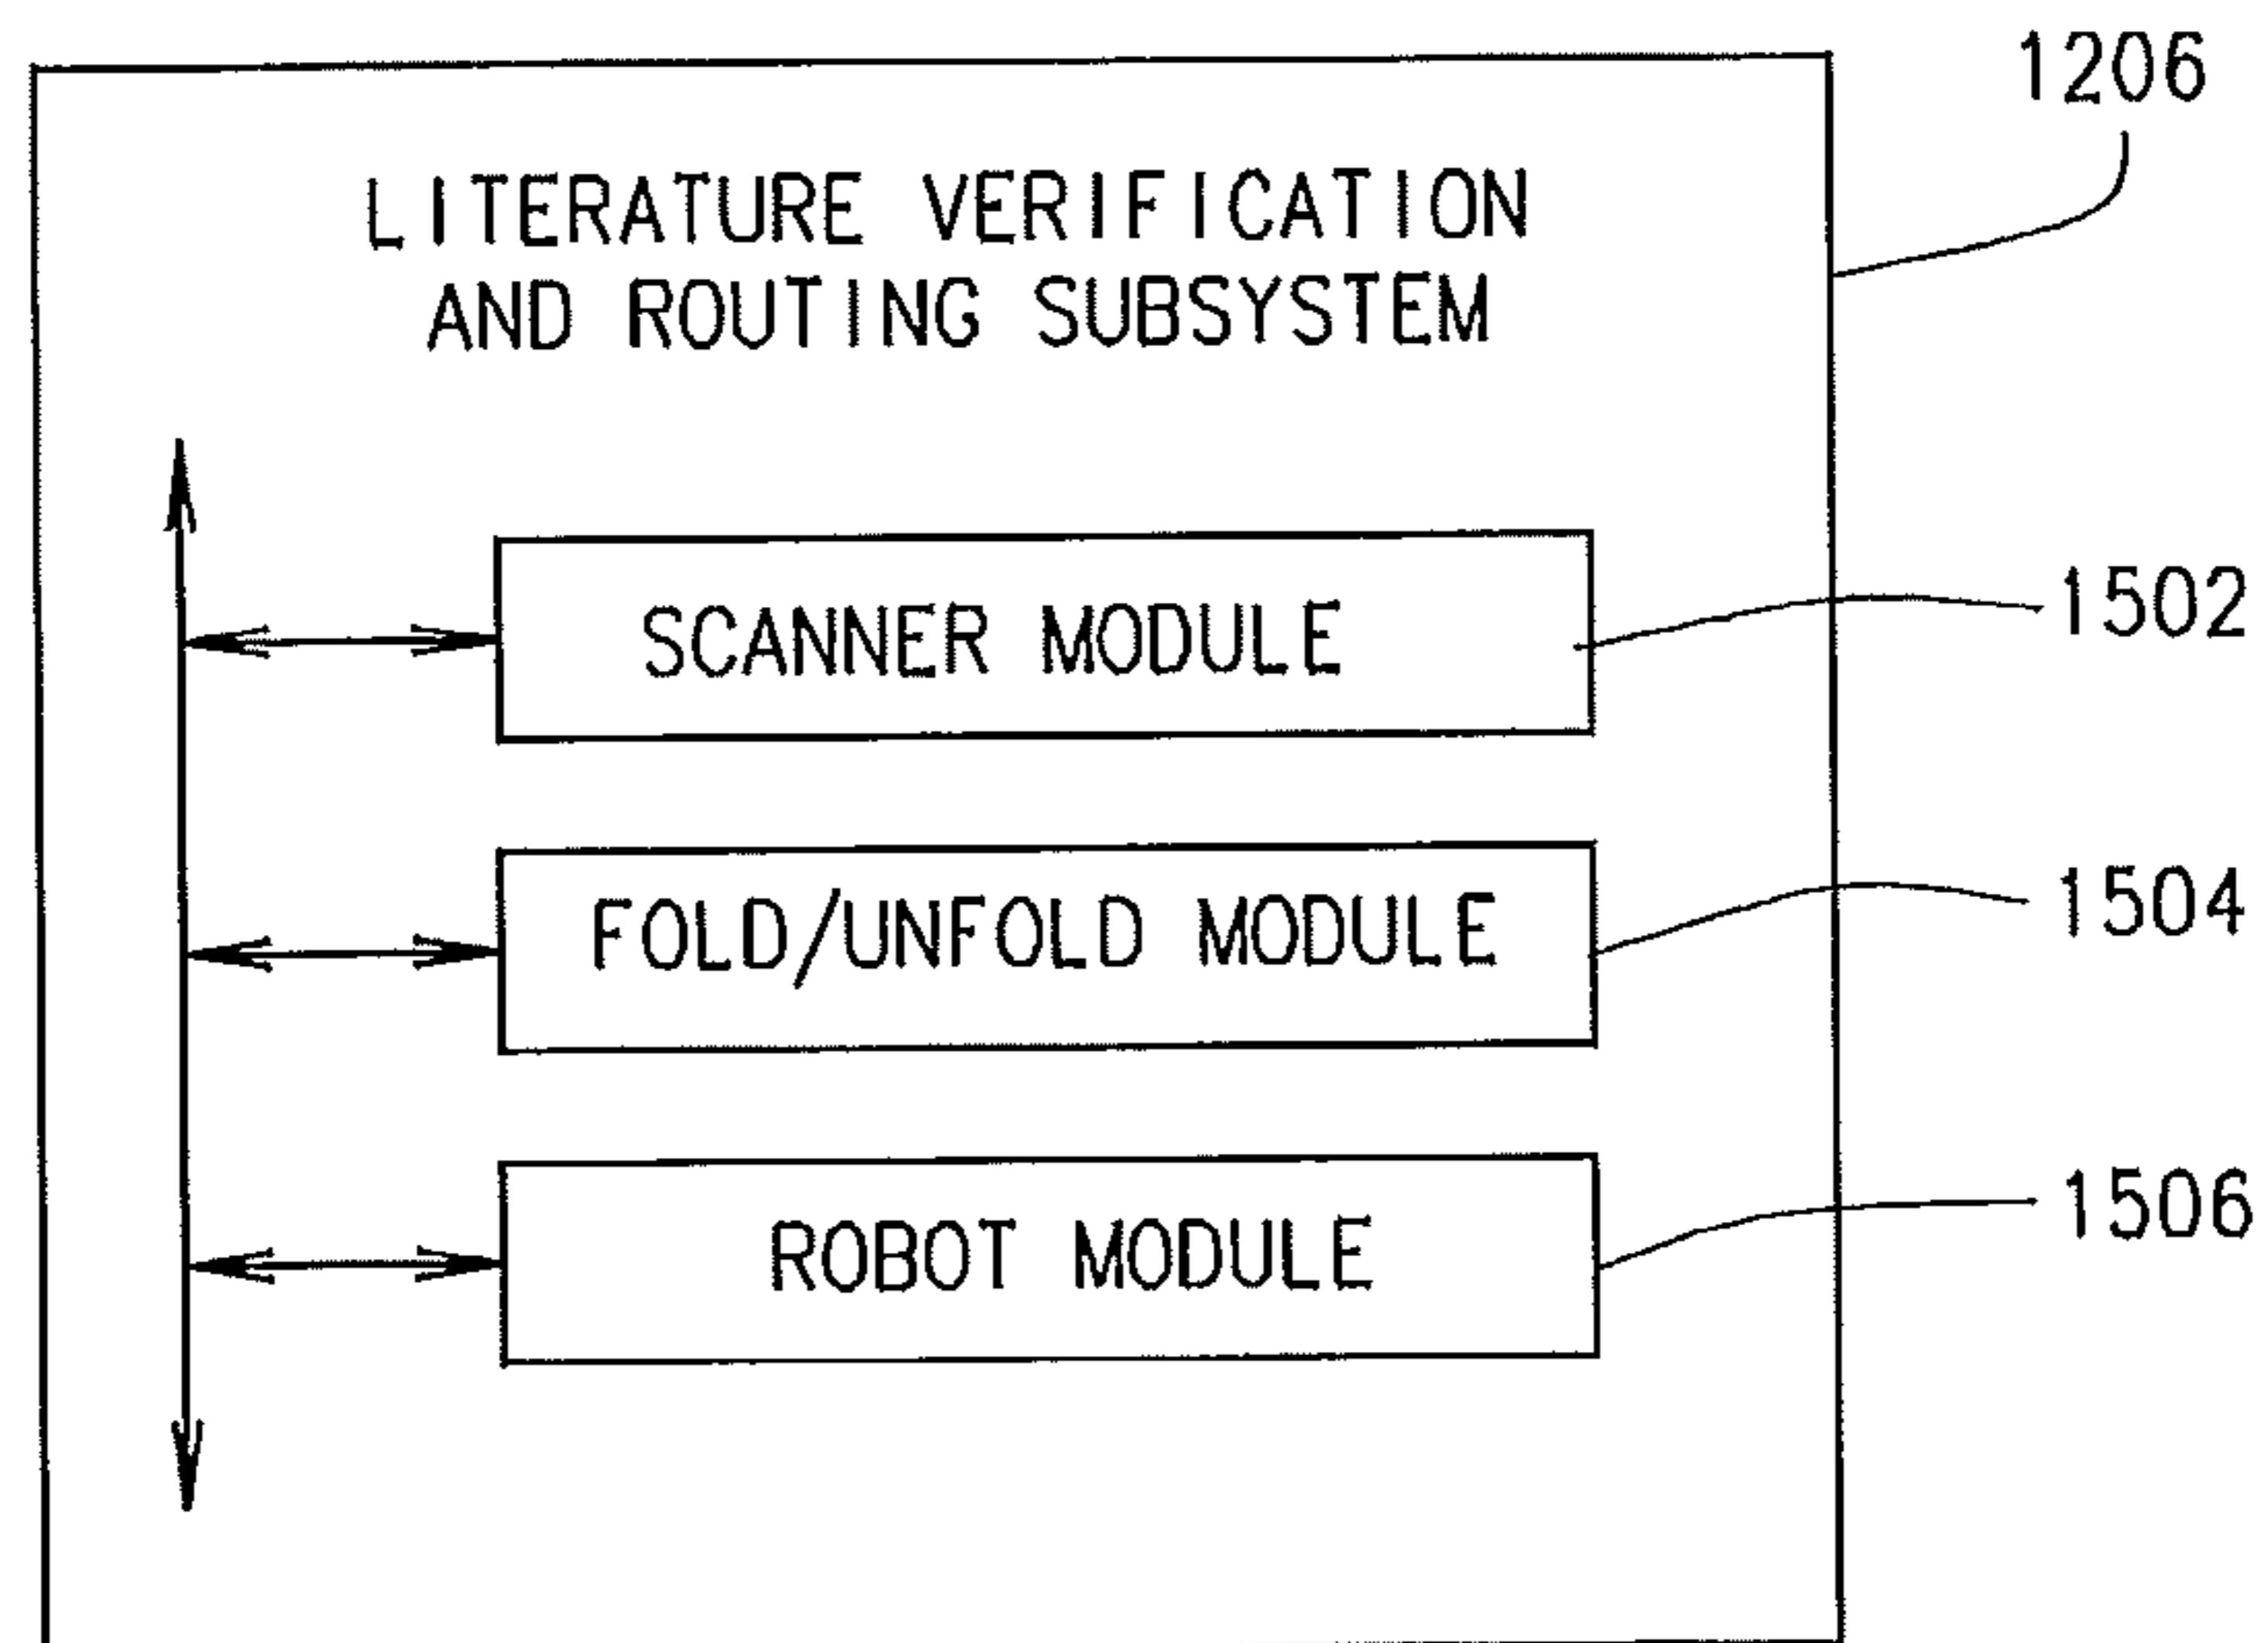 1206
LITERATURE VERIFICATION
AND ROUTING SUBSYSTEM
SCANNER MODULE
1502
FOLD/UNFOLD MODULE
1504
ROBOT MODULE
1506